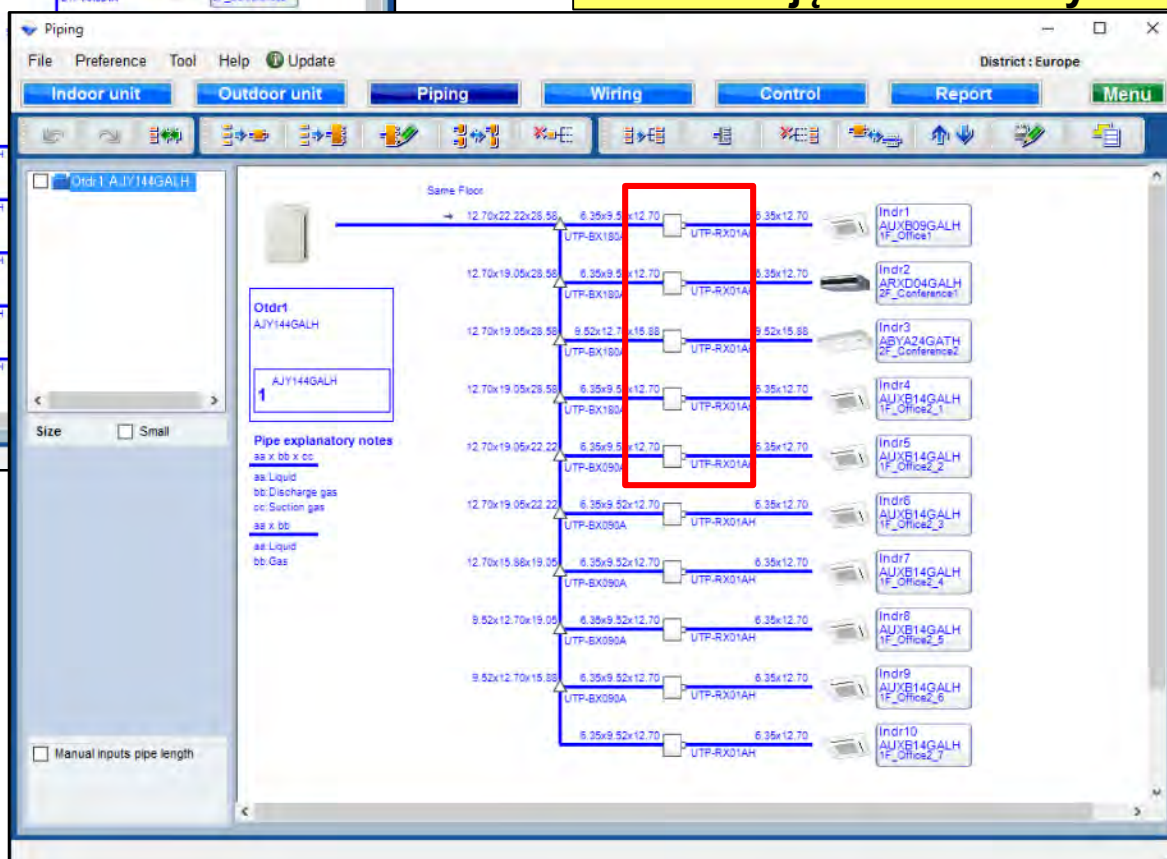 Piping
File Preference Tool Help Update District : Europe
Indoor unit Outdoor unit Piping Wiring Control Report Menu
Otdr1 AJY144GALH
Size Small
Manual inputs pipe length
Same Floor
Otdr1
AJY144GALH
AJY144GALH
1
Pipe explanatory notes
aa x bb x cc
aa:Liquid
bb:Discharge gas
cc:Suction gas
aa x bb
aa:Liquid
bb:Gas
12.70x22.22x28.58 6.35x9.52x12.70 6.35x12.70
UTP-BX180A UTP-RX01AH
Indr1
AUXB09GALH
1F_Office1
12.70x19.05x28.58 6.35x9.52x12.70 6.35x12.70
UTP-BX180A UTP-RX01AH
Indr2
ARXD04GALH
2F_Conference1
12.70x19.05x28.58 9.52x12.70x15.88 9.52x15.88
UTP-BX180A UTP-RX01AH
Indr3
ABYA24GATH
2F_Conference2
12.70x19.05x28.58 6.35x9.52x12.70 6.35x12.70
UTP-BX180A UTP-RX01AH
Indr4
AUXB14GALH
1F_Office2_1
12.70x19.05x22.22 6.35x9.52x12.70 6.35x12.70
UTP-BX090A UTP-RX01AH
Indr5
AUXB14GALH
1F_Office2_2
12.70x19.05x22.22 6.35x9.52x12.70 6.35x12.70
UTP-BX090A UTP-RX01AH
Indr6
AUXB14GALH
1F_Office2_3
12.70x15.88x19.05 6.35x9.52x12.70 6.35x12.70
UTP-BX090A UTP-RX01AH
Indr7
AUXB14GALH
1F_Office2_4
9.52x12.70x19.05 6.35x9.52x12.70 6.35x12.70
UTP-BX090A UTP-RX01AH
Indr8
AUXB14GALH
1F_Office2_5
9.52x12.70x15.88 6.35x9.52x12.70 6.35x12.70
UTP-BX090A UTP-RX01AH
Indr9
AUXB14GALH
1F_Office2_6
6.35x9.52x12.70 6.35x12.70
UTP-RX01AH
Indr10
AUXB14GALH
1F_Office2_7